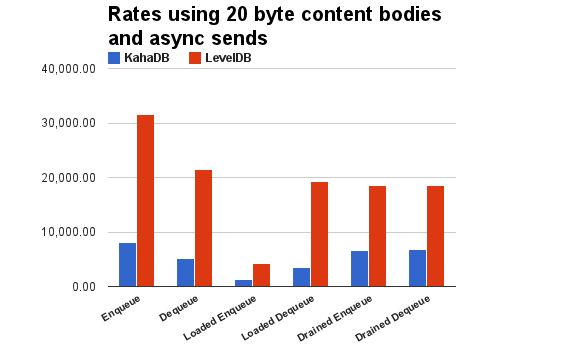 Rates using 20 byte content bodies
and async sends
KahaDB LevelDB
40,000.00
30,000.00
20,000.00
10,000.00
0.00
Enqueue
Dequeue
Loaded Enqueue
Loaded Dequeue
Drained Enqueue
Drained Dequeue